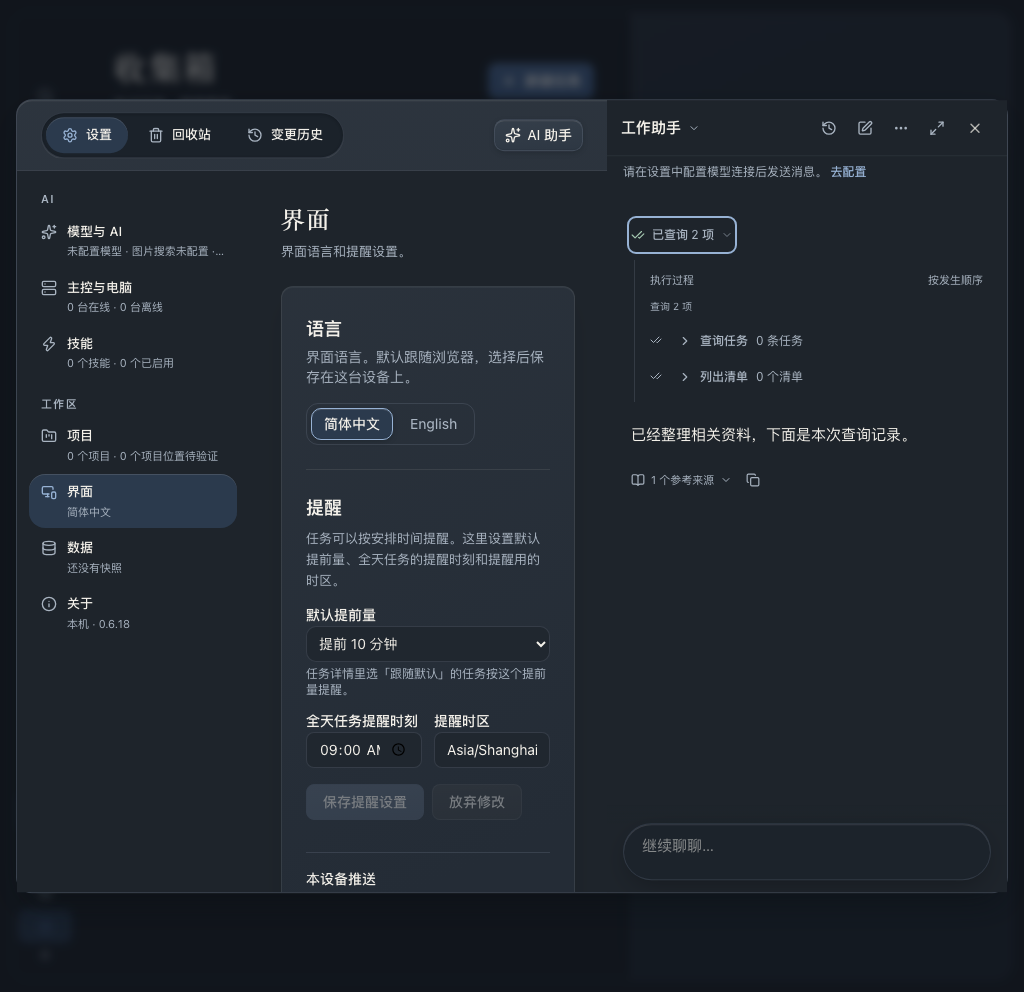 收集箱
设置
回收站
变更历史
AI 助手
AI
模型与 AI
未配置模型 · 图片搜索未配置 ·...
主控与电脑
0 台在线 · 0 台离线
技能
0 个技能 · 0 个已启用
工作区
项目
0 个项目 · 0 个项目位置待验证
界面
简体中文
数据
还没有快照
关于
本机 · 0.6.18
界面
界面语言和提醒设置。
语言
界面语言。默认跟随浏览器，选择后保
存在这台设备上。
简体中文
English
提醒
任务可以按安排时间提醒。这里设置默认
提前量、全天任务的提醒时刻和提醒用的
时区。
默认提前量
提前 10 分钟
任务详情里选「跟随默认」的任务按这个提前
量提醒。
全天任务提醒时刻
提醒时区
09:00 AM
Asia/Shanghai
保存提醒设置
放弃修改
本设备推送
工作助手
请在设置中配置模型连接后发送消息。 去配置
已查询 2 项
执行过程
按发生顺序
查询 2 项
查询任务 0 条任务
列出清单 0 个清单
已经整理相关资料，下面是本次查询记录。
1 个参考来源
继续聊聊...